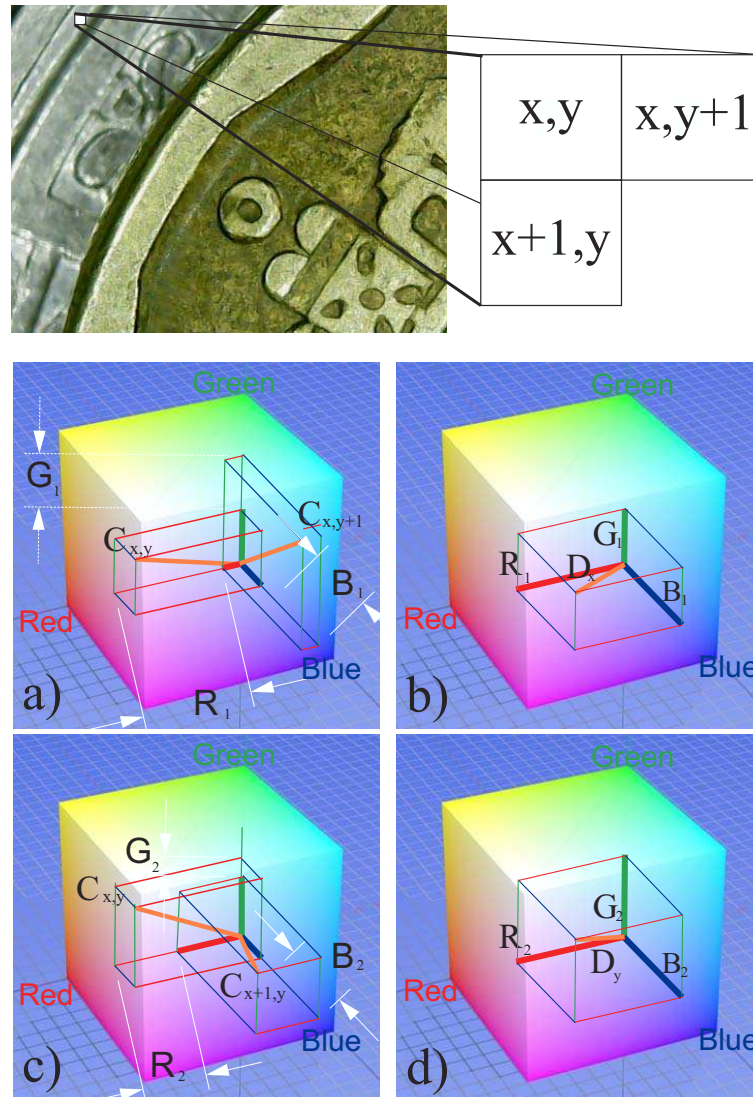 x,y x,y+1
x+1,y
Green
G1
Cx,y
Cx,y+1
B1
Red
Blue
R1
a)
Green
G1
R1
Dx
B1
Blue
Red
b)
Green
G2
Cx,y
B2
Cx+1,y
Red
Blue
R2
c)
Green
G2
R2
Dy
B2
Red
Blue
d)